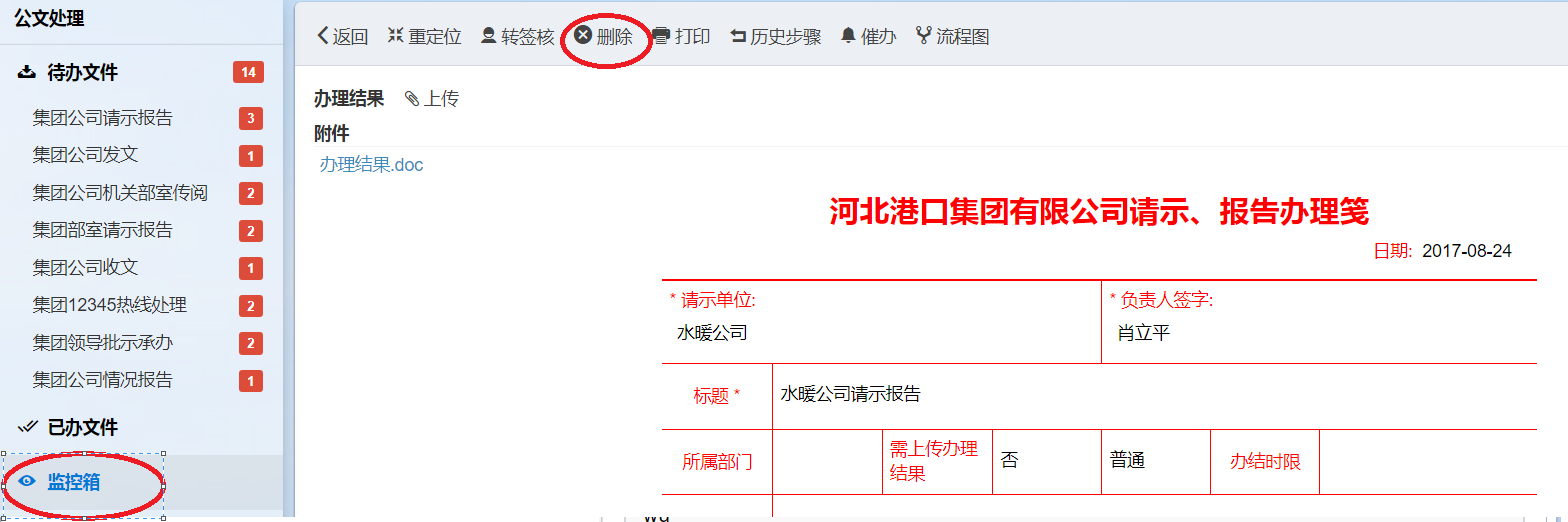 公文处理
待办文件 14
集团公司请示报告 3
集团公司发文 1
集团公司机关部室传阅 2
集团部室请示报告 2
集团公司收文 1
集团12345热线处理 2
集团领导批示承办 2
集团公司情况报告 1
已办文件
监控箱
返回 重定位 转签核 删除 打印 历史步骤 催办 流程图
办理结果 上传
附件
办理结果.doc
河北港口集团有限公司请示、报告办理笺
日期: 2017-08-24
* 请示单位: * 负责人签字:
水暖公司 肖立平
标题 * 水暖公司请示报告
所属部门 需上传办理结果 否 普通 办结时限